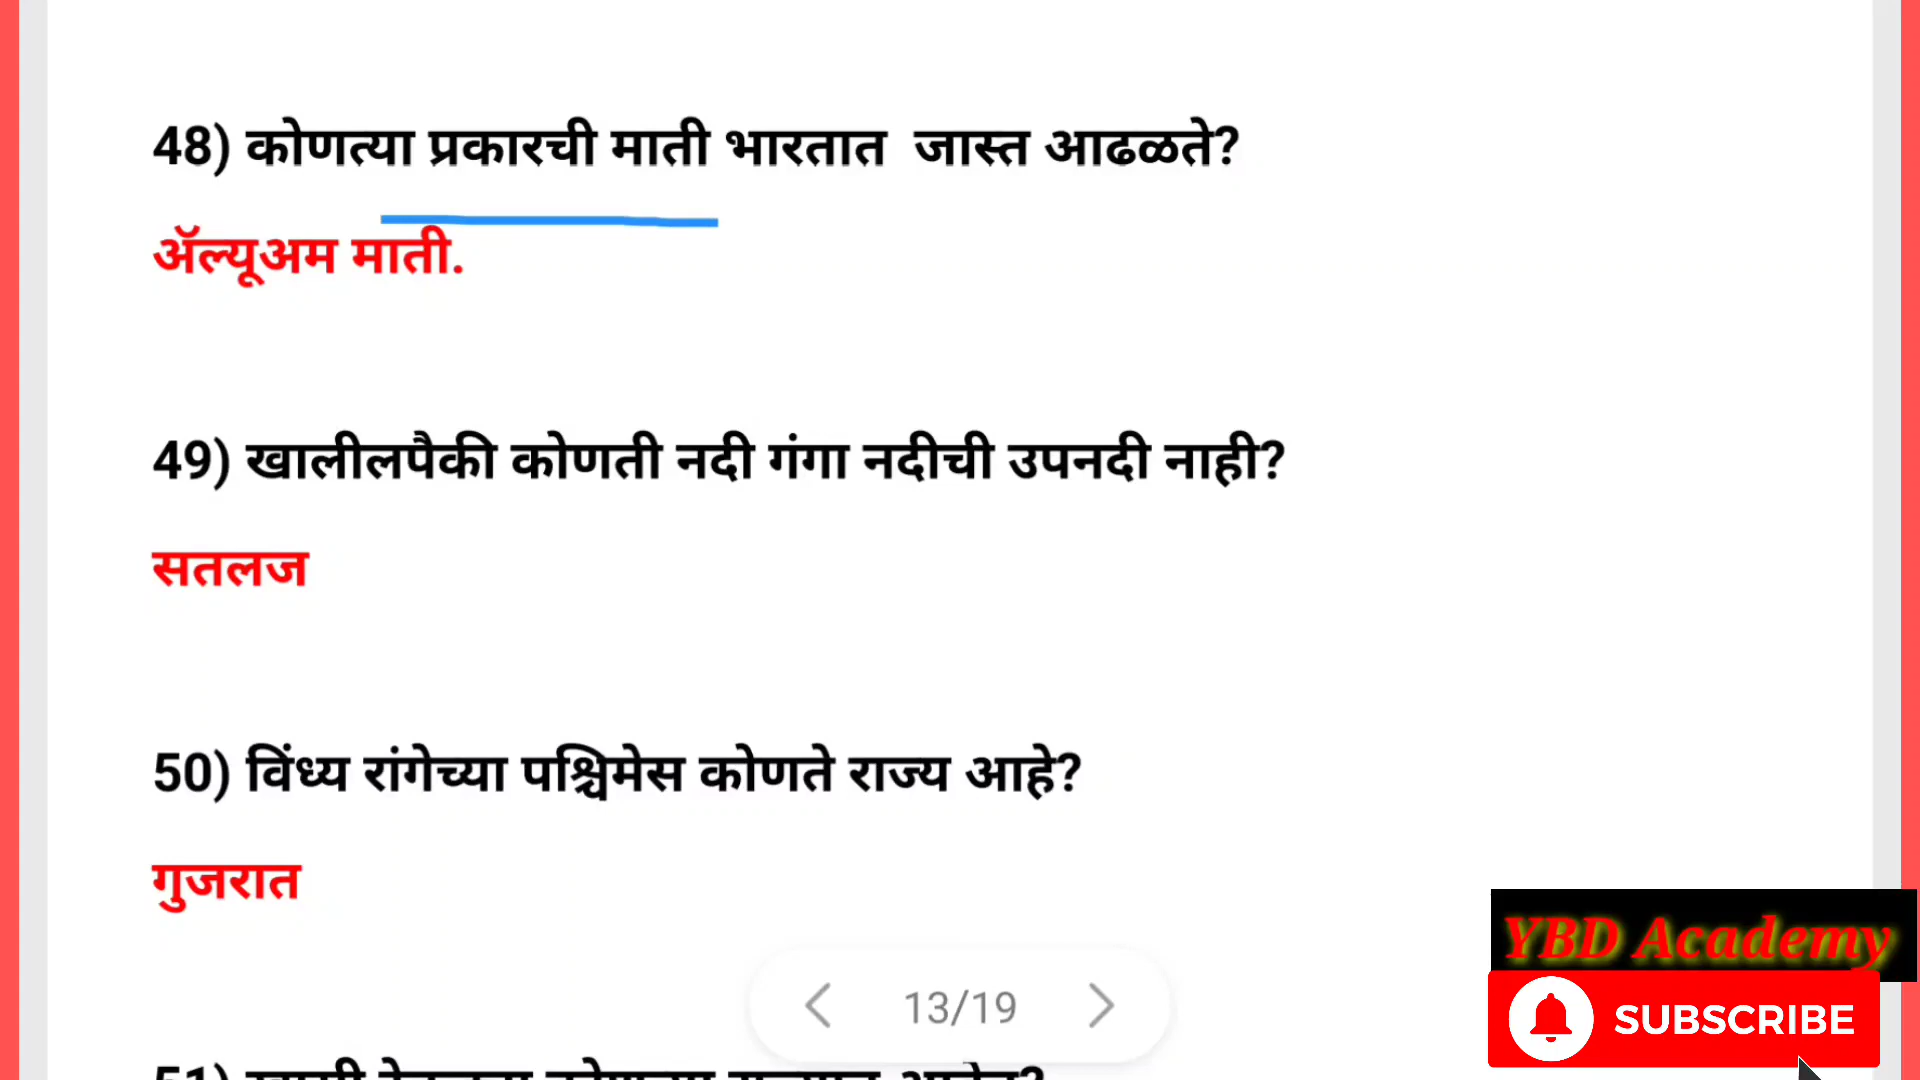 48) कोणत्या प्रकारची माती भारतात जास्त आढळते?
ॲल्यूअम माती.
49) खालीलपैकी कोणती नदी गंगा नदीची उपनदी नाही?
सतलज
50) विंध्य रांगेच्या पश्चिमेस कोणते राज्य आहे?
गुजरात
YBD Academy
13/19
SUBSCRIBE
51)